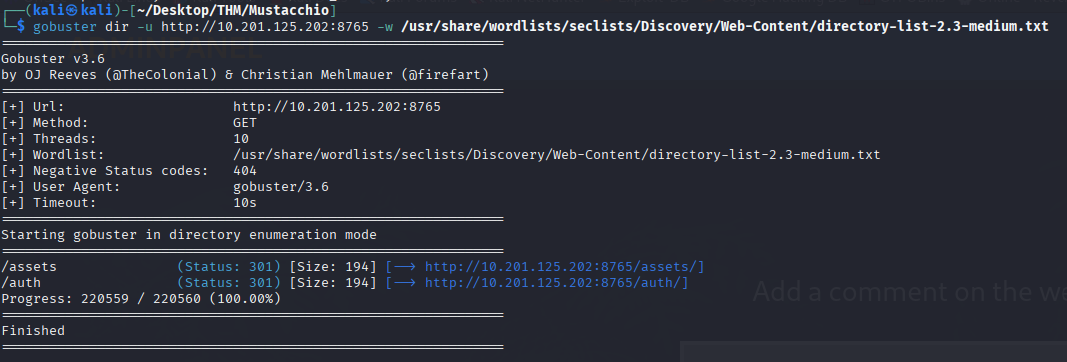 ┌──(kali㉿kali)-[~/Desktop/THM/Mustacchio]
└─$ gobuster dir -u http://10.201.125.202:8765 -w /usr/share/wordlists/seclists/Discovery/Web-Content/directory-list-2.3-medium.txt
ADMINPANEL
===============================================================
Gobuster v3.6
by OJ Reeves (@TheColonial) & Christian Mehlmauer (@firefart)
===============================================================
[+] Url:                     http://10.201.125.202:8765
[+] Method:                  GET
[+] Threads:                 10
[+] Wordlist:                /usr/share/wordlists/seclists/Discovery/Web-Content/directory-list-2.3-medium.txt
[+] Negative Status codes:   404
[+] User Agent:              gobuster/3.6
[+] Timeout:                 10s
===============================================================
Starting gobuster in directory enumeration mode
===============================================================
/assets               (Status: 301) [Size: 194] [--> http://10.201.125.202:8765/assets/]
/auth                 (Status: 301) [Size: 194] [--> http://10.201.125.202:8765/auth/]
Progress: 220559 / 220560 (100.00%)
Add a comment on the we
===============================================================
Finished
===============================================================